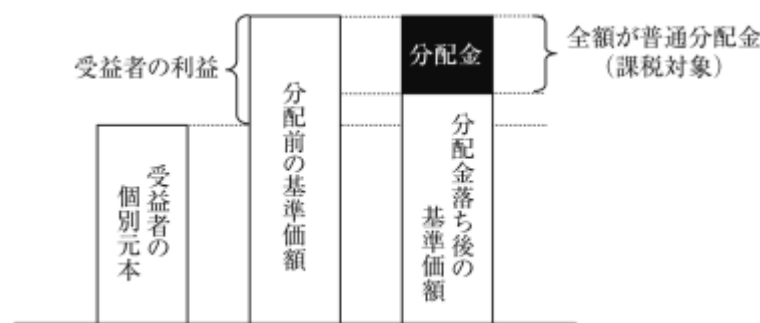 受益者の利益
分配金
全額が普通分配金
（課税対象）
受益者の
個別元本
分配前の基準価額
分配金落ち後の
基準価額